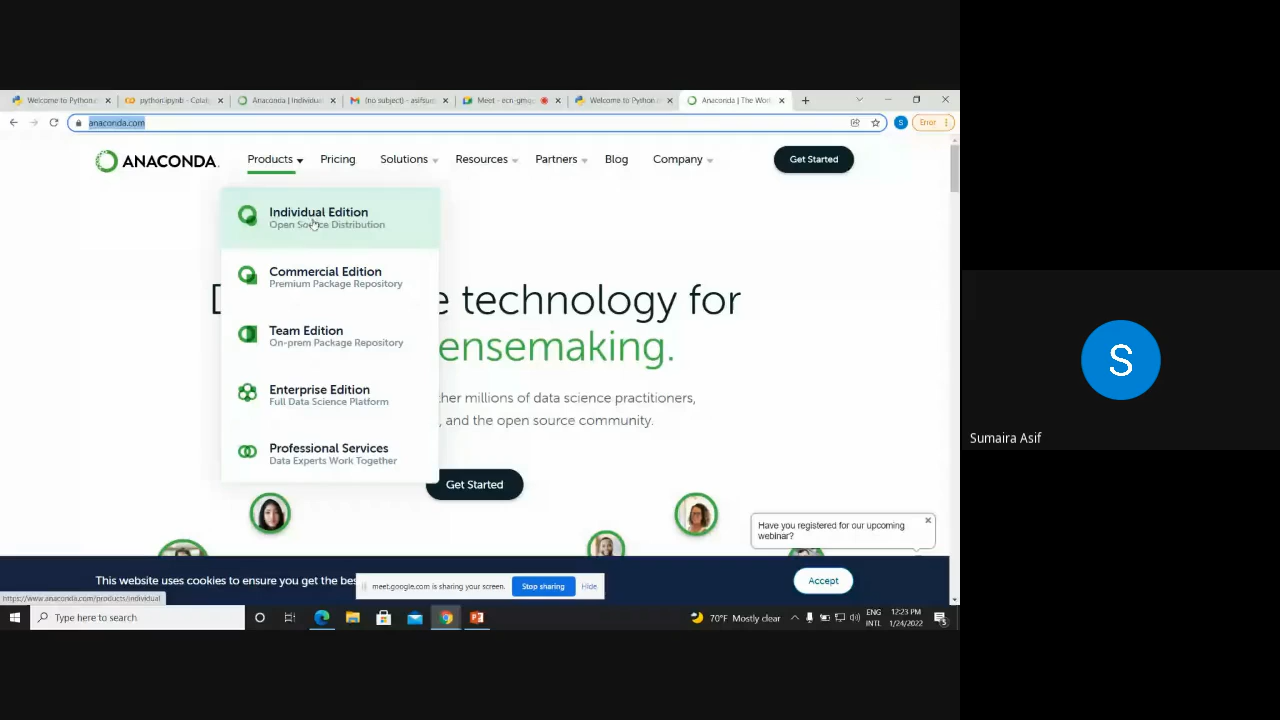 Welcome to Python.
python.ipynb - Colab
Anaconda | Individual
(no subject) - asifsu
Meet - ecn-gmq
Welcome to Python
Anaconda | The Wor
anaconda.com
S
Error
ANACONDA.
Products
Pricing
Solutions
Resources
Partners
Blog
Company
Get Started
Individual Edition
Open Source Distribution
Commercial Edition
Premium Package Repository
Team Edition
On-prem Package Repository
Enterprise Edition
Full Data Science Platform
Professional Services
Data Experts Work Together
D e technology for
ensemaking.
her millions of data science practitioners,
, and the open source community.
Get Started
Have you registered for our upcoming
webinar?
This website uses cookies to ensure you get the bes
meet.google.com is sharing your screen.
Stop sharing
Hide
Accept
https://www.anaconda.com/products/individual
Type here to search
70°F Mostly clear
ENG
INTL
12:23 PM
1/24/2022
5
S
Sumaira Asif